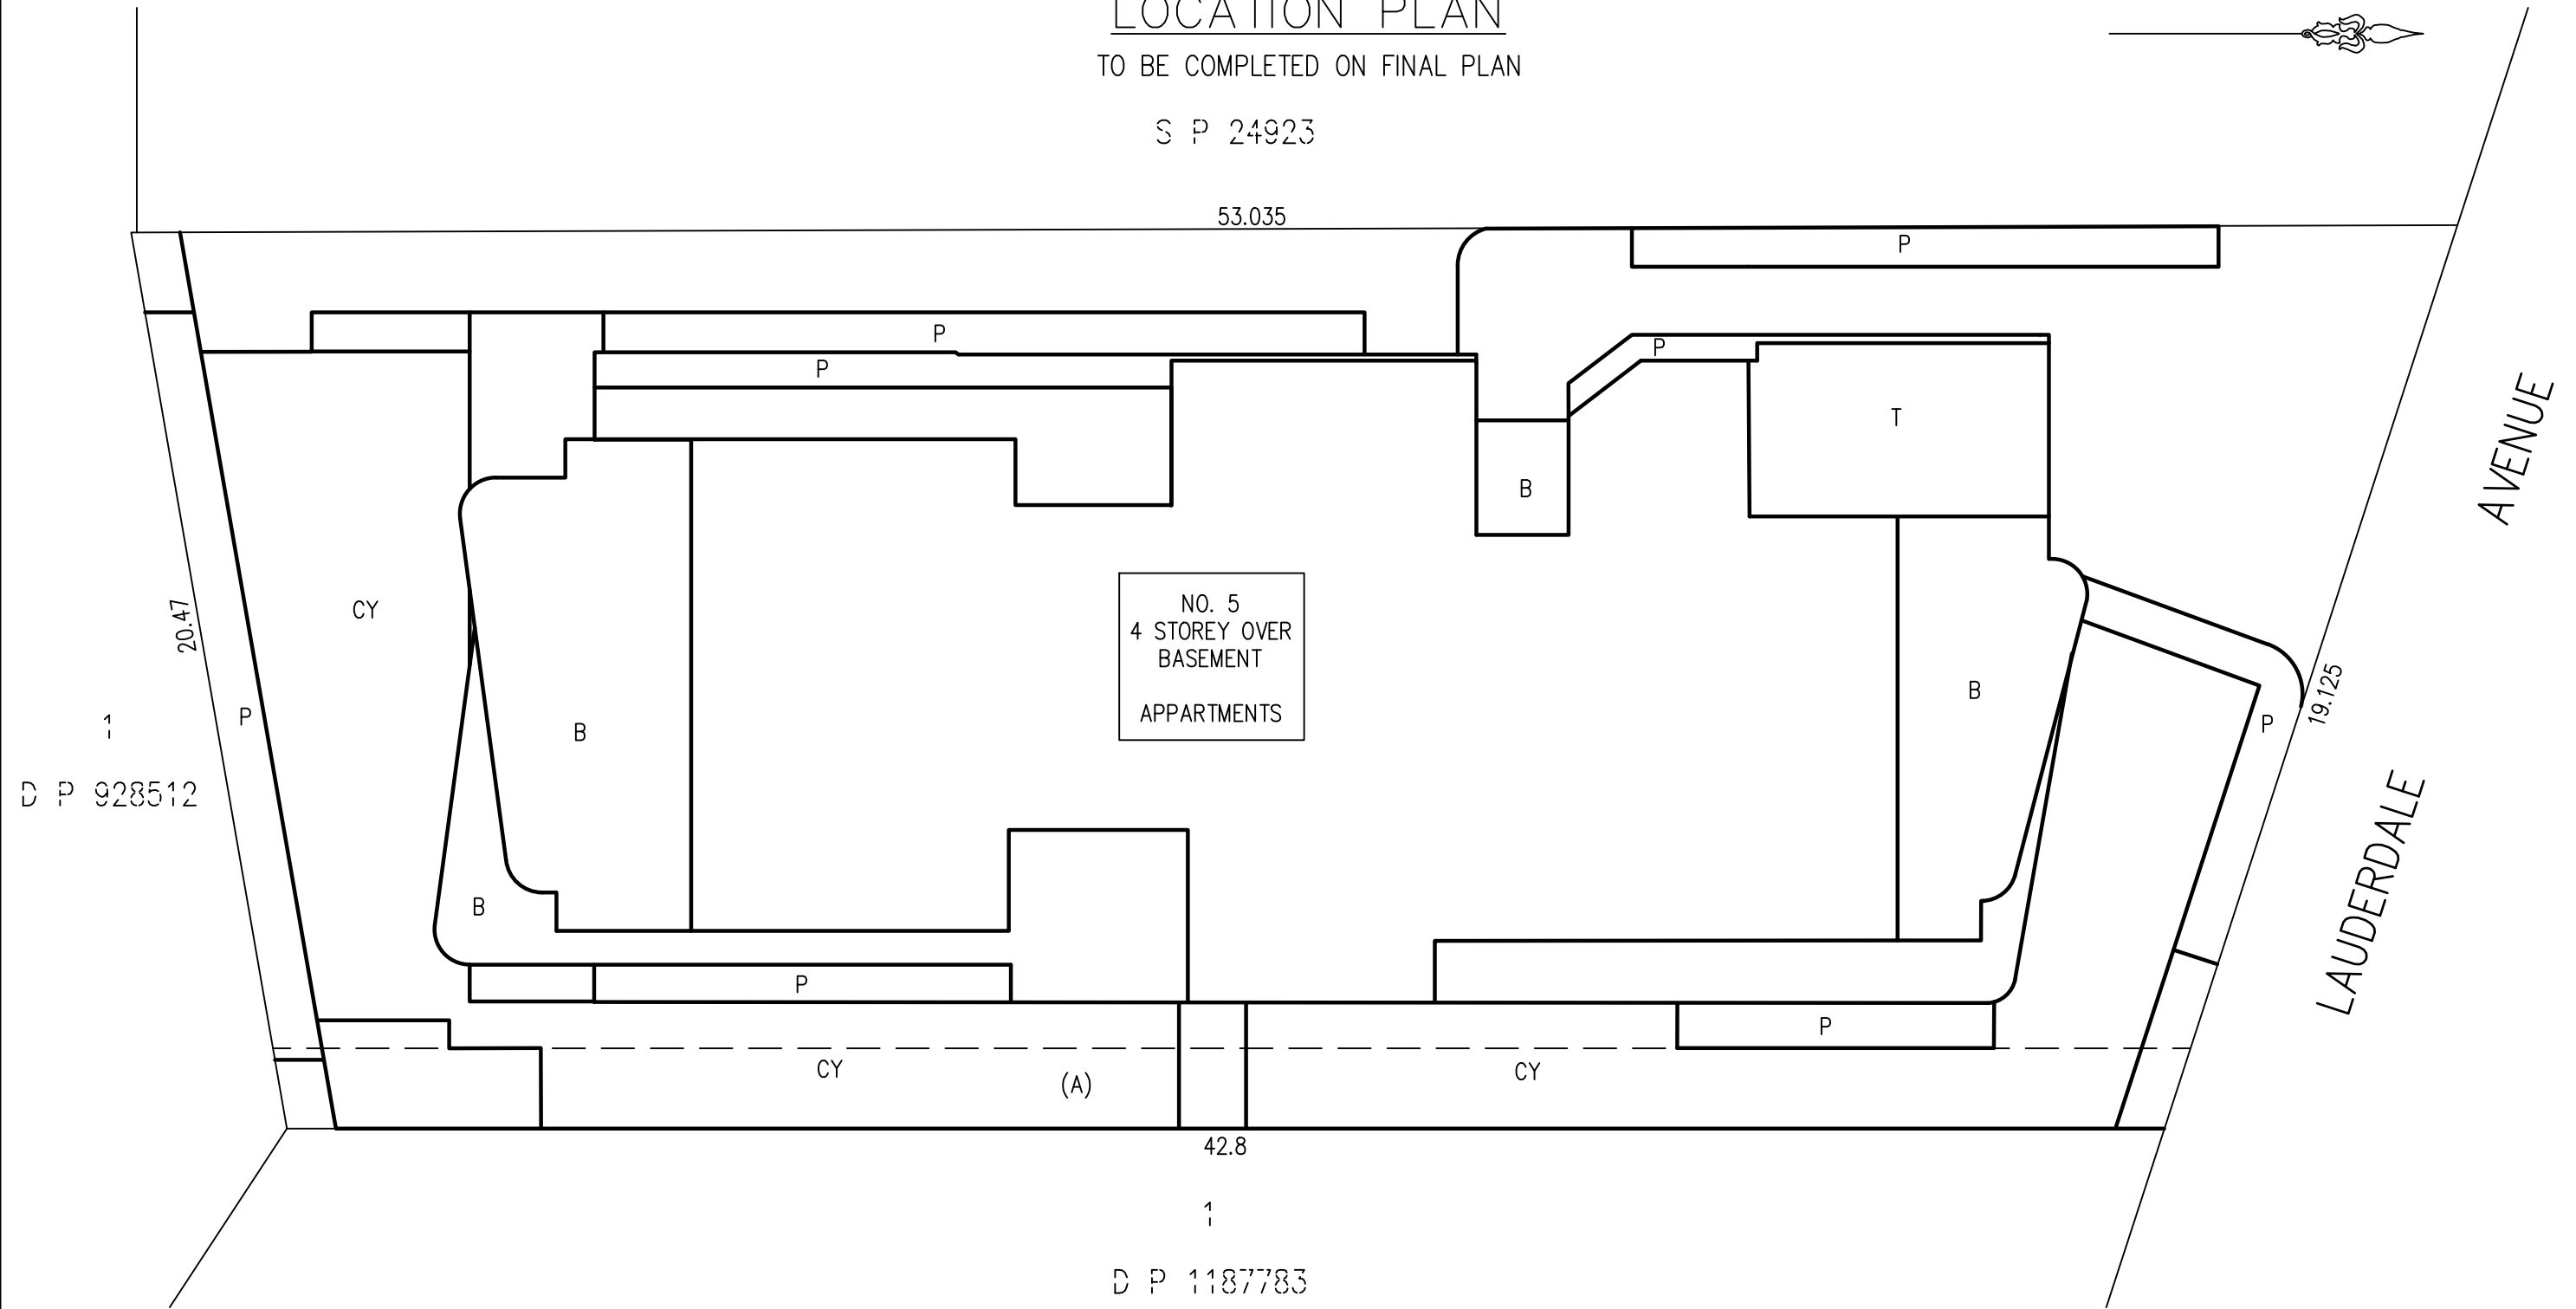 LOCATION PLAN
TO BE COMPLETED ON FINAL PLAN
S P 24923
53.035
P
P
P
P
T
B
AVENUE
CY
20.47
NO. 5
4 STOREY OVER
BASEMENT
APPARTMENTS
B
19.125
P
1
P
B
D P 928512
LAUDERDALE
B
P
P
CY
(A)
CY
42.8
1
D P 1187783